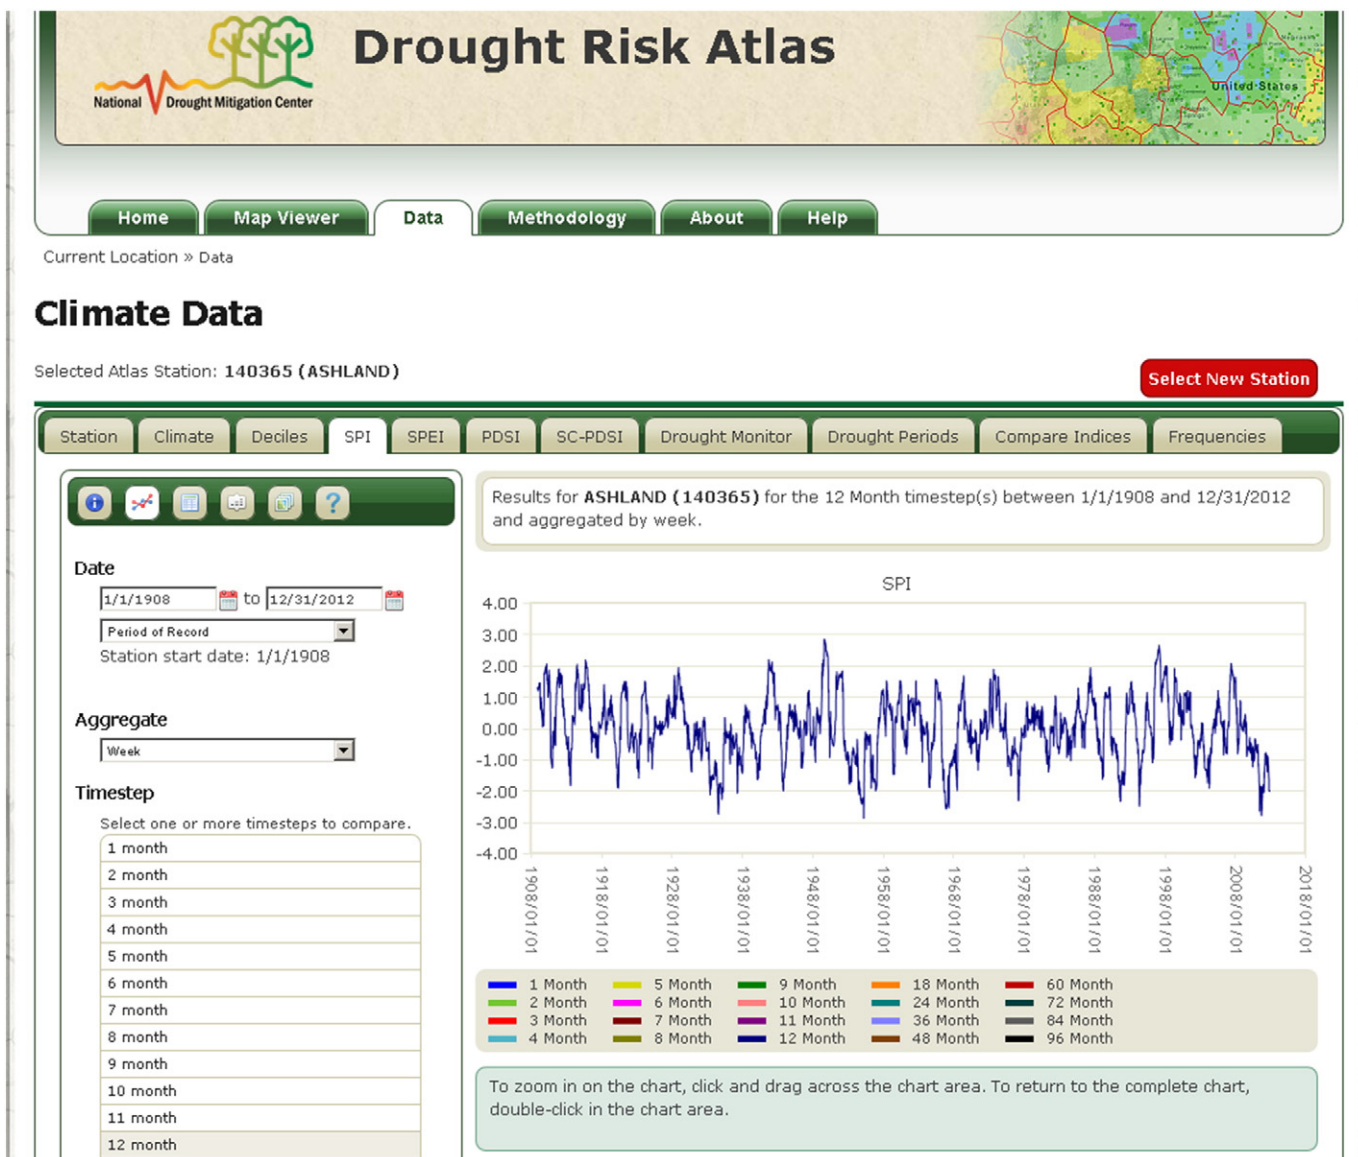 Drought Risk Atlas
National Drought Mitigation Center
United States
Home Map Viewer Data Methodology About Help
Current Location » Data
Climate Data
Selected Atlas Station: 140365 (ASHLAND)
Select New Station
Station Climate Deciles SPI SPEI PDSI SC-PDSI Drought Monitor Drought Periods Compare Indices Frequencies
Date
1/1/1908 to 12/31/2012
Period of Record
Station start date: 1/1/1908
Aggregate
Week
Timestep
Select one or more timesteps to compare.
1 month
2 month
3 month
4 month
5 month
6 month
7 month
8 month
9 month
10 month
11 month
12 month
Results for ASHLAND (140365) for the 12 Month timestep(s) between 1/1/1908 and 12/31/2012
and aggregated by week.
SPI
4.00
3.00
2.00
1.00
0.00
-1.00
-2.00
-3.00
-4.00
1908/01/01
1918/01/01
1928/01/01
1938/01/01
1948/01/01
1958/01/01
1968/01/01
1978/01/01
1988/01/01
1998/01/01
2008/01/01
2018/01/01
1 Month 5 Month 9 Month 18 Month 60 Month
2 Month 6 Month 10 Month 24 Month 72 Month
3 Month 7 Month 11 Month 36 Month 84 Month
4 Month 8 Month 12 Month 48 Month 96 Month
To zoom in on the chart, click and drag across the chart area. To return to the complete chart,
double-click in the chart area.